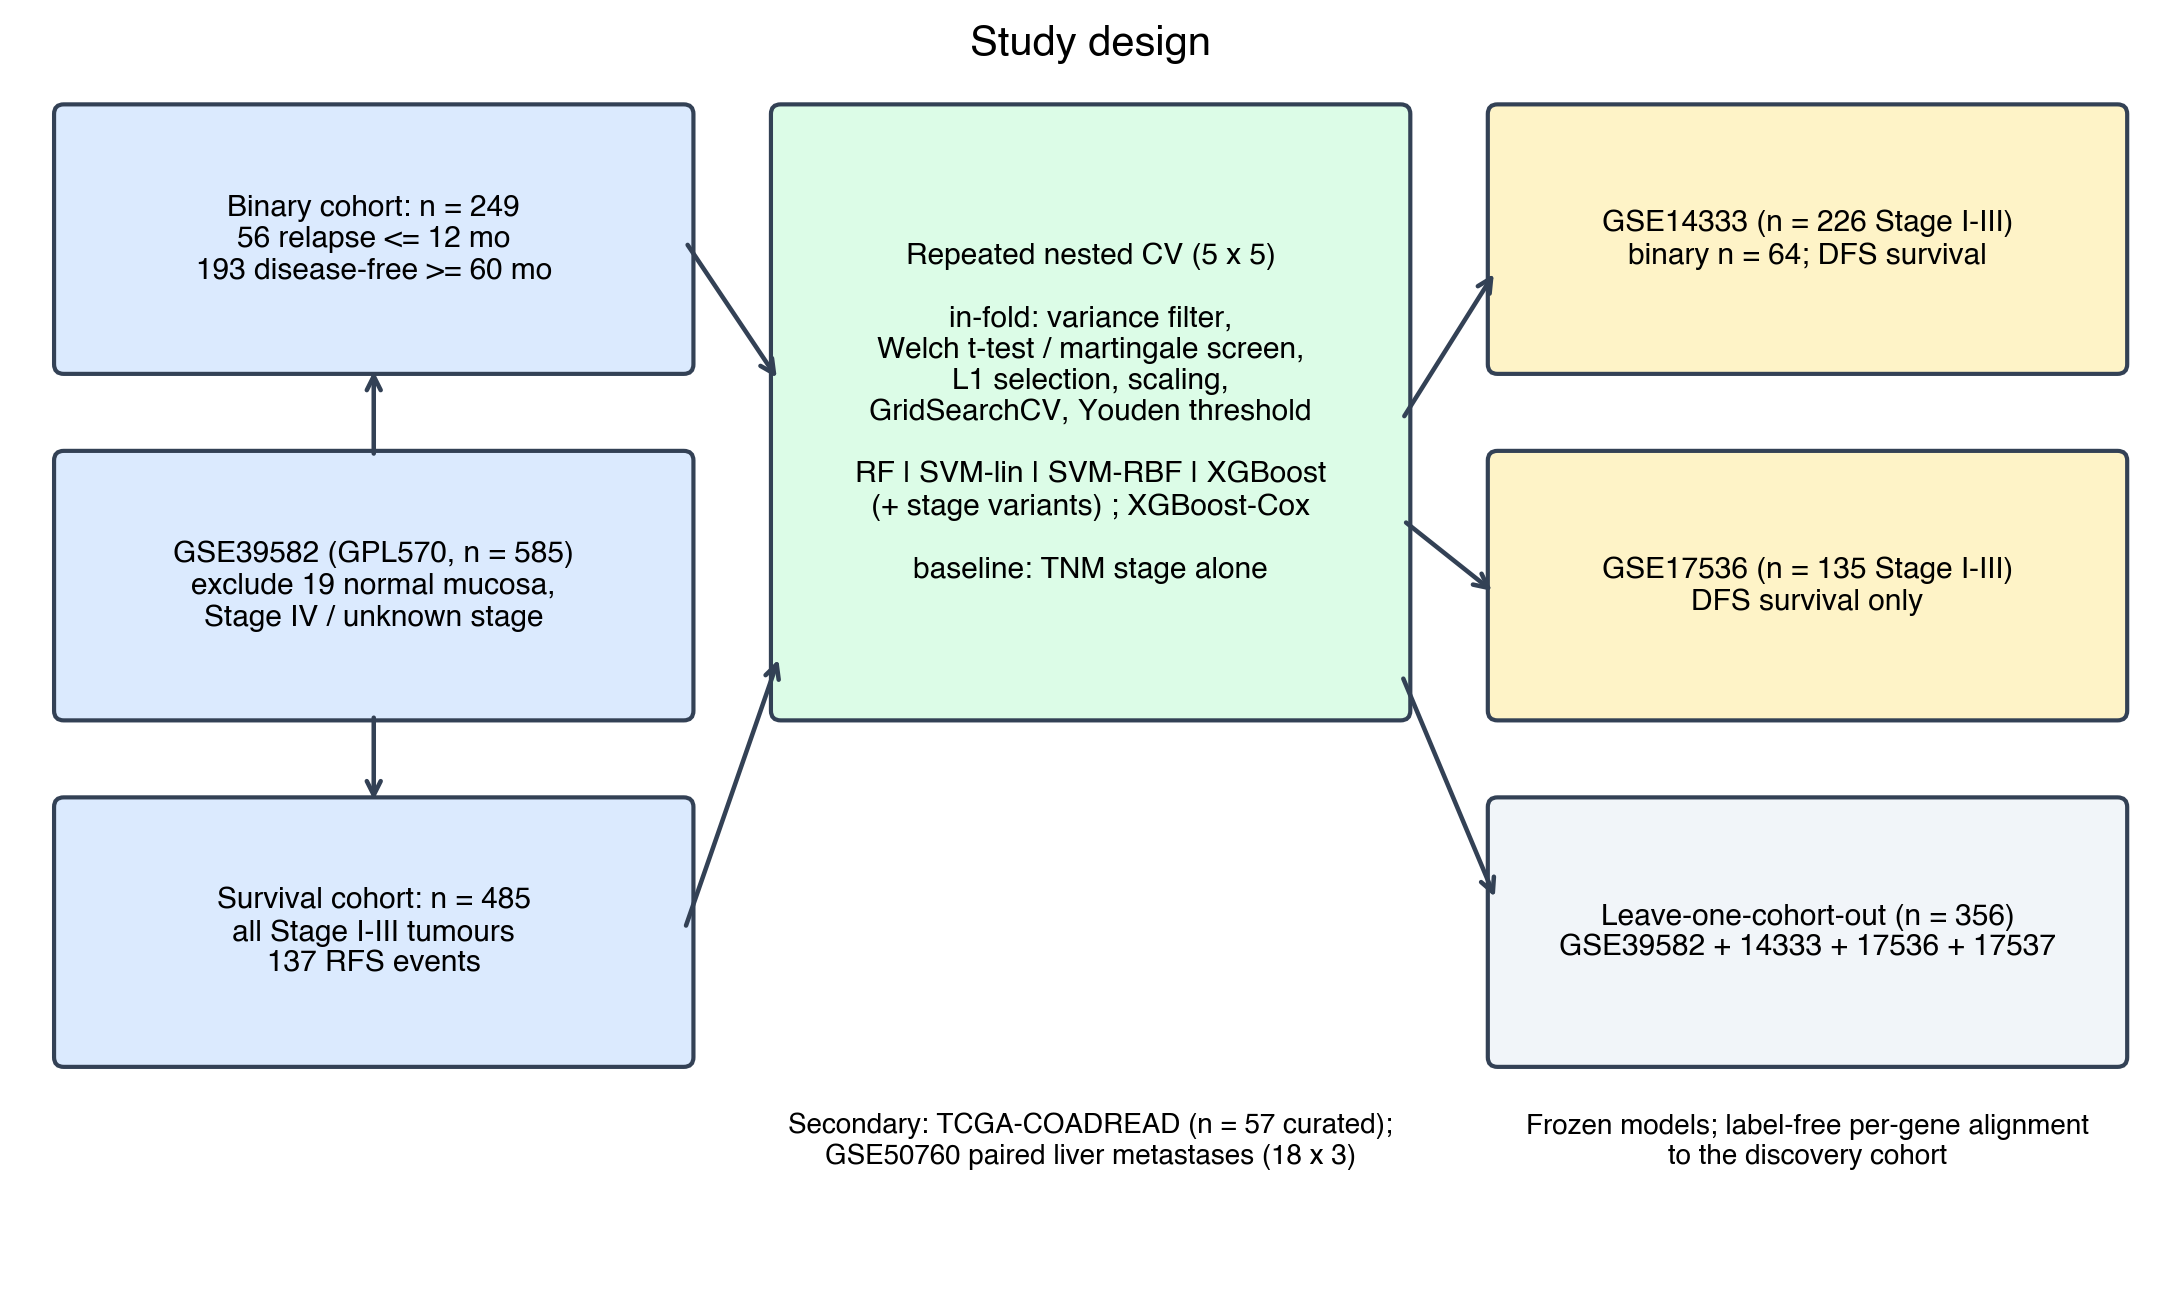 Study design
Binary cohort: n = 249
56 relapse <= 12 mo
193 disease-free >= 60 mo
GSE39582 (GPL570, n = 585)
exclude 19 normal mucosa,
Stage IV / unknown stage
Survival cohort: n = 485
all Stage I-III tumours
137 RFS events
Repeated nested CV (5 x 5)
in-fold: variance filter,
Welch t-test / martingale screen,
L1 selection, scaling,
GridSearchCV, Youden threshold
RF | SVM-lin | SVM-RBF | XGBoost
(+ stage variants) ; XGBoost-Cox
baseline: TNM stage alone
GSE14333 (n = 226 Stage I-III)
binary n = 64; DFS survival
GSE17536 (n = 135 Stage I-III)
DFS survival only
Leave-one-cohort-out (n = 356)
GSE39582 + 14333 + 17536 + 17537
Secondary: TCGA-COADREAD (n = 57 curated);
GSE50760 paired liver metastases (18 x 3)
Frozen models; label-free per-gene alignment
to the discovery cohort